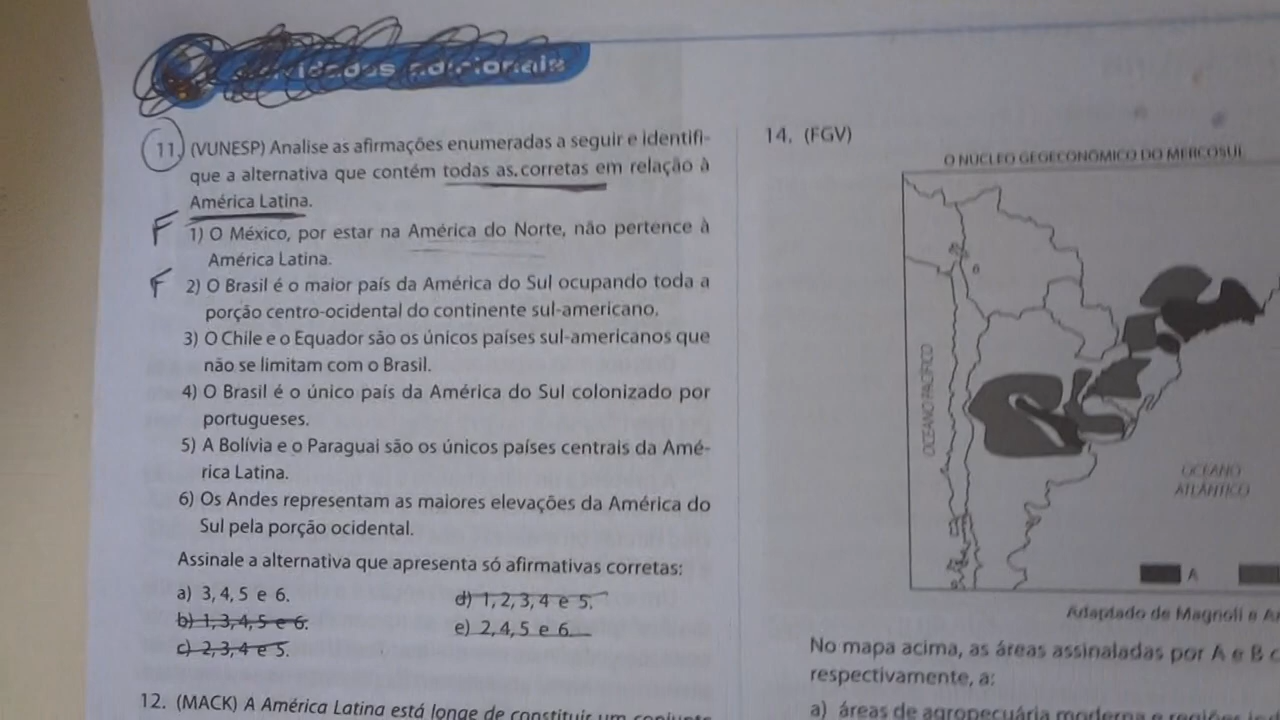 Atividades adicionais
11. (VUNESP) Analise as afirmações enumeradas a seguir e identifi-
que a alternativa que contém todas as corretas em relação à
América Latina.
F 1) O México, por estar na América do Norte, não pertence à
América Latina.
F 2) O Brasil é o maior país da América do Sul ocupando toda a
porção centro-ocidental do continente sul-americano.
3) O Chile e o Equador são os únicos países sul-americanos que
não se limitam com o Brasil.
4) O Brasil é o único país da América do Sul colonizado por
portugueses.
5) A Bolívia e o Paraguai são os únicos países centrais da Amé-
rica Latina.
6) Os Andes representam as maiores elevações da América do
Sul pela porção ocidental.
Assinale a alternativa que apresenta só afirmativas corretas:
a) 3, 4, 5 e 6.
b) 1, 3, 4, 5 e 6.
c) 2, 3, 4 e 5.
d) 1, 2, 3, 4 e 5.
e) 2, 4, 5 e 6.
12. (MACK) A América Latina está longe de constituir um conjunto
14. (FGV)
O NÚCLEO GEOECONÔMICO DO MERCOSUL
OCEANO PACÍFICO
OCEANO
ATLÂNTICO
A
Adaptado de Magnoli e
No mapa acima, as áreas assinaladas por A e B
respectivamente, a:
a) áreas de agropecuária moderna e